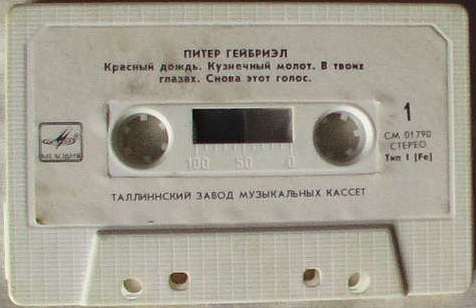 ПИТЕР ГЕЙБРИЭЛ
Красный дождь. Кузнечный молот. В твоих
глазах. Снова этот голос.
1
СМ 01790
СТЕРЕО
Тип I (Fe)
МЕЛОДИЯ
100 50 0
ТАЛЛИННСКИЙ ЗАВОД МУЗЫКАЛЬНЫХ КАССЕТ